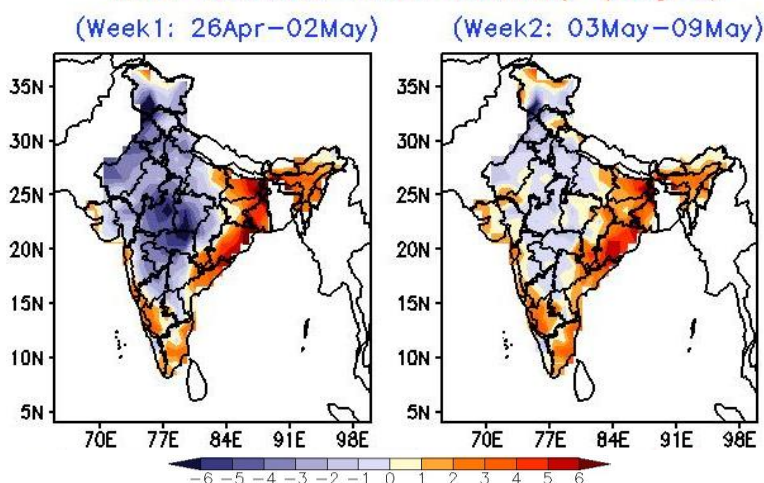 (Week1: 26Apr–02May)
(Week2: 03May–09May)
35N
30N
25N
20N
15N
10N
5N
70E 77E 84E 91E 98E
35N
30N
25N
20N
15N
10N
5N
70E 77E 84E 91E 98E
−6 −5 −4 −3 −2 −1 0 1 2 3 4 5 6